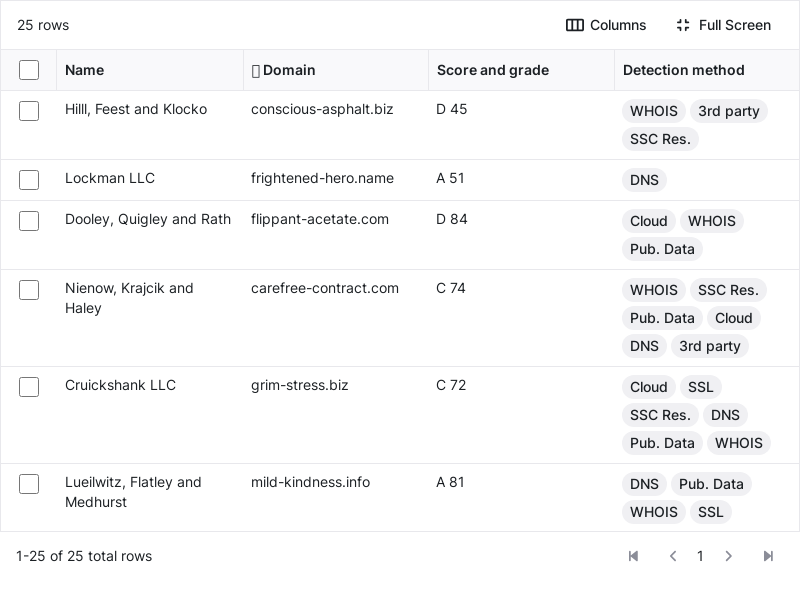 25 rows
Columns
Full Screen
Name
Domain
Score and grade
Detection method
Hilll, Feest and Klocko
conscious-asphalt.biz
D 45
WHOIS 3rd party
SSC Res.
Lockman LLC
frightened-hero.name
A 51
DNS
Dooley, Quigley and Rath
flippant-acetate.com
D 84
Cloud WHOIS
Pub. Data
Nienow, Krajcik and
Haley
carefree-contract.com
C 74
WHOIS SSC Res.
Pub. Data Cloud
DNS 3rd party
Cruickshank LLC
grim-stress.biz
C 72
Cloud SSL
SSC Res. DNS
Pub. Data WHOIS
Lueilwitz, Flatley and
Medhurst
mild-kindness.info
A 81
DNS Pub. Data
WHOIS SSL
1-25 of 25 total rows
1